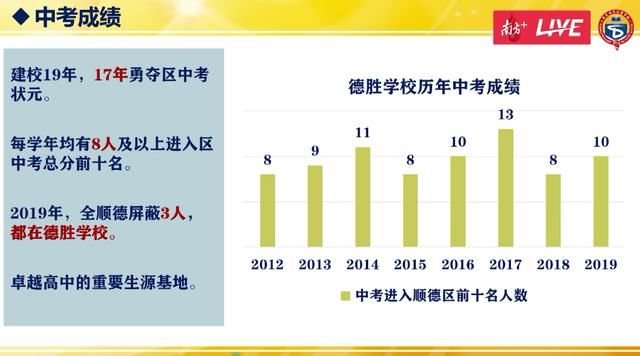 中考成绩
南方+ LIVE
建校19年，17年勇夺区中考
状元。
每学年均有8人及以上进入区
中考总分前十名。
2019年，全顺德屏蔽3人，
都在德胜学校。
卓越高中的重要生源基地。
德胜学校历年中考成绩
8 9 11 8 10 13 8 10
2012 2013 2014 2015 2016 2017 2018 2019
中考进入顺德区前十名人数